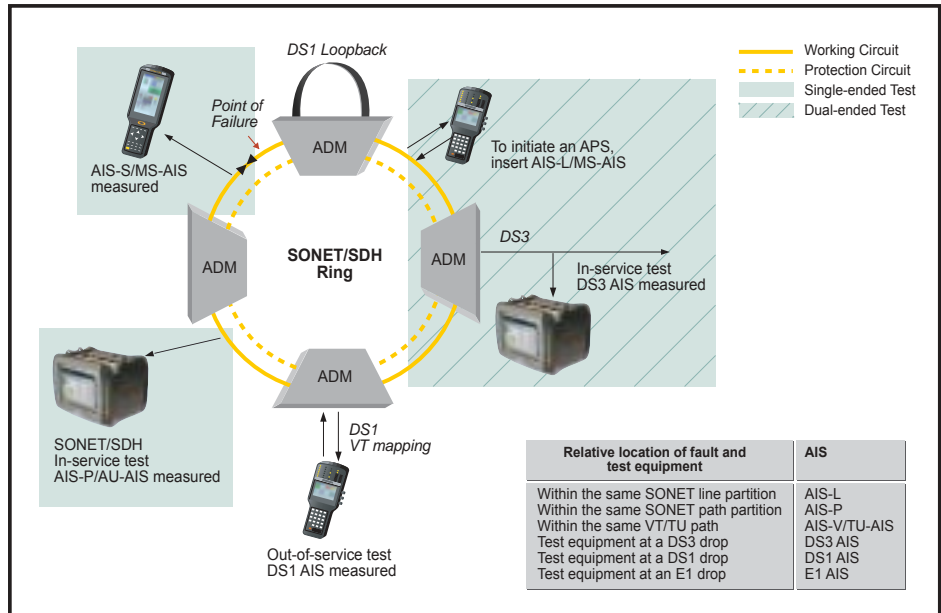 DS1 Loopback
Working Circuit
Protection Circuit
Single-ended Test
Dual-ended Test
Point of
Failure
ADM
To initiate an APS,
insert AIS-L/MS-AIS
AIS-S/MS-AIS
measured
ADM
SONET/SDH
Ring
ADM
DS3
In-service test
DS3 AIS measured
ADM
SONET/SDH
In-service test
AIS-P/AU-AIS measured
DS1
VT mapping
Out-of-service test
DS1 AIS measured
Relative location of fault and
test equipment
AIS
Within the same SONET line partition AIS-L
Within the same SONET path partition AIS-P
Within the same VT/TU path AIS-V/TU-AIS
Test equipment at a DS3 drop DS3 AIS
Test equipment at a DS1 drop DS1 AIS
Test equipment at an E1 drop E1 AIS